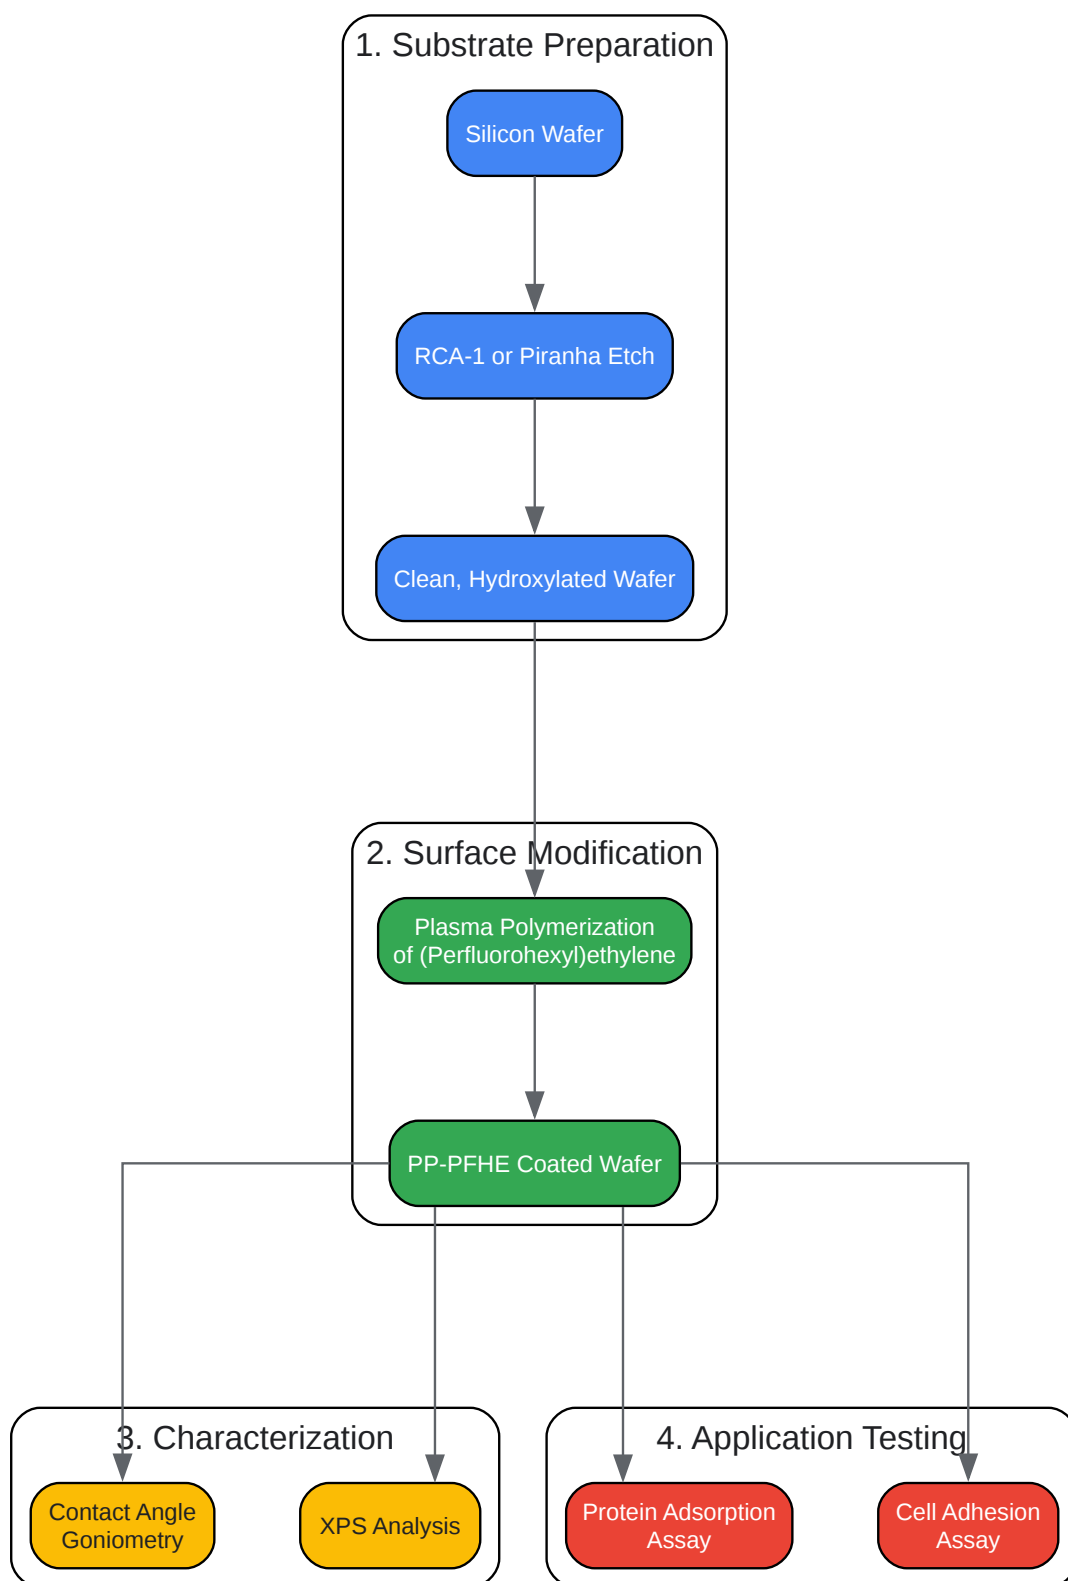 1. Substrate Preparation
Silicon Wafer
RCA-1 or Piranha Etch
Clean, Hydroxylated Wafer
2. Surface Modification
Plasma Polymerization
of (Perfluorohexyl)ethylene
PP-PFHE Coated Wafer
3. Characterization
Contact Angle
Goniometry
XPS Analysis
4. Application Testing
Protein Adsorption
Assay
Cell Adhesion
Assay